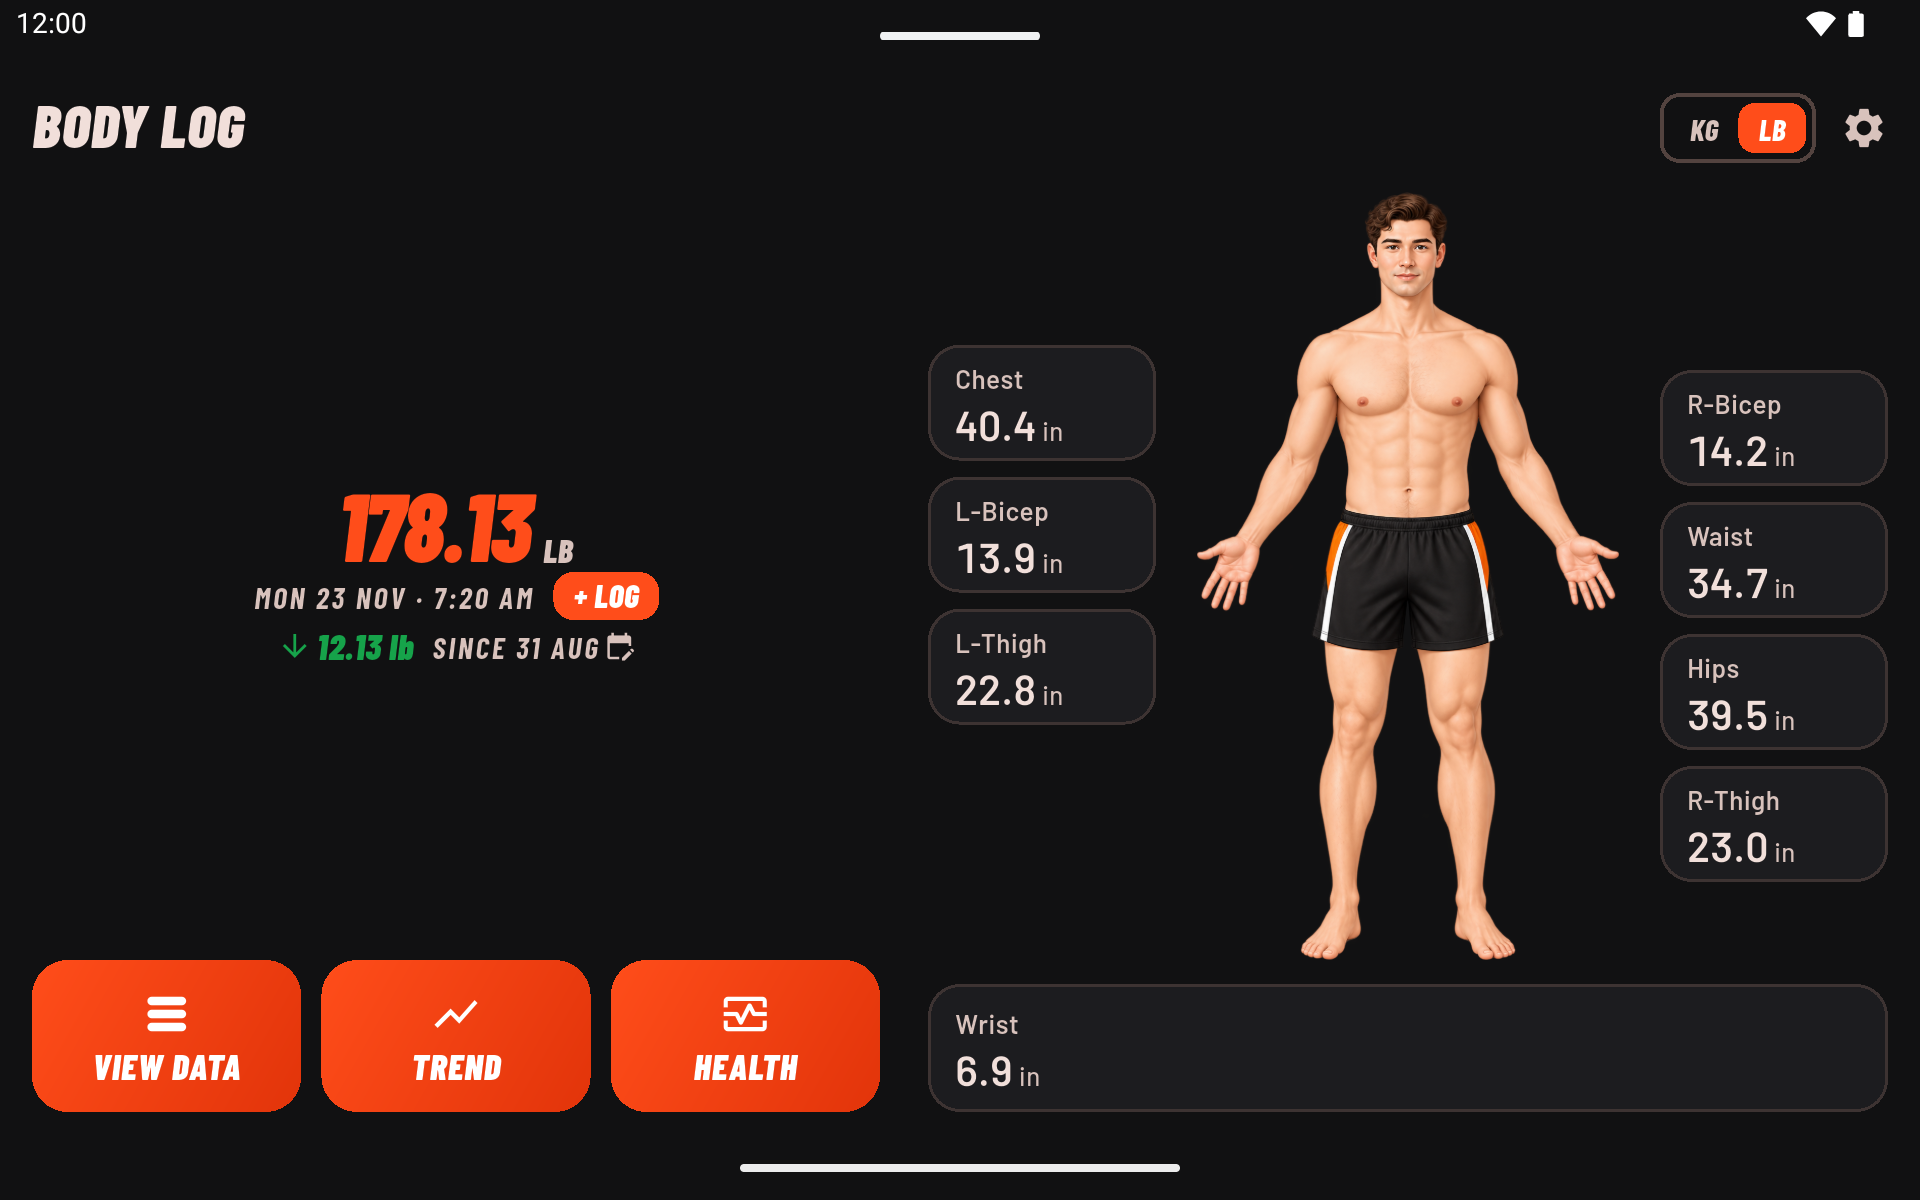 12:00
BODY LOG
KG LB
178.13 LB
MON 23 NOV · 7:20 AM + LOG
↓ 12.13 lb SINCE 31 AUG
VIEW DATA
TREND
HEALTH
Chest
40.4 in
L-Bicep
13.9 in
L-Thigh
22.8 in
R-Bicep
14.2 in
Waist
34.7 in
Hips
39.5 in
R-Thigh
23.0 in
Wrist
6.9 in